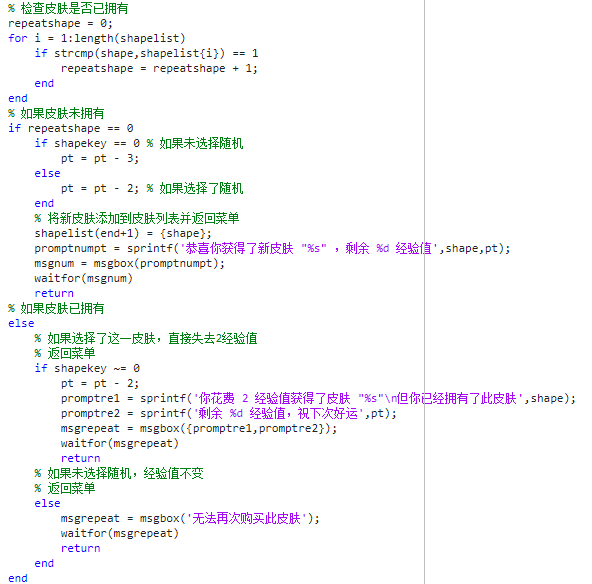 % 检查皮肤是否已拥有
repeatshape = 0;
for i = 1:length(shapelist)
    if strcmp(shape,shapelist{i}) == 1
        repeatshape = repeatshape + 1;
    end
end
% 如果皮肤未拥有
if repeatshape == 0
    if shapekey == 0 % 如果未选择随机
        pt = pt - 3;
    else
        pt = pt - 2; % 如果选择了随机
    end
    % 将新皮肤添加到皮肤列表并返回菜单
    shapelist(end+1) = {shape};
    promptnumpt = sprintf('恭喜你获得了新皮肤 "%s" ，剩余 %d 经验值',shape,pt);
    msgnum = msgbox(promptnumpt);
    waitfor(msgnum)
    return
% 如果皮肤已拥有
else
    % 如果选择了这一皮肤，直接失去2经验值
    % 返回菜单
    if shapekey ~= 0
        pt = pt - 2;
        promptre1 = sprintf('你花费 2 经验值获得了皮肤 "%s"\n但你已经拥有了此皮肤',shape);
        promptre2 = sprintf('剩余 %d 经验值，祝下次好运',pt);
        msgrepeat = msgbox({promptre1,promptre2});
        waitfor(msgrepeat)
        return
    % 如果未选择随机，经验值不变
    % 返回菜单
    else
        msgrepeat = msgbox('无法再次购买此皮肤');
        waitfor(msgrepeat)
        return
    end
end